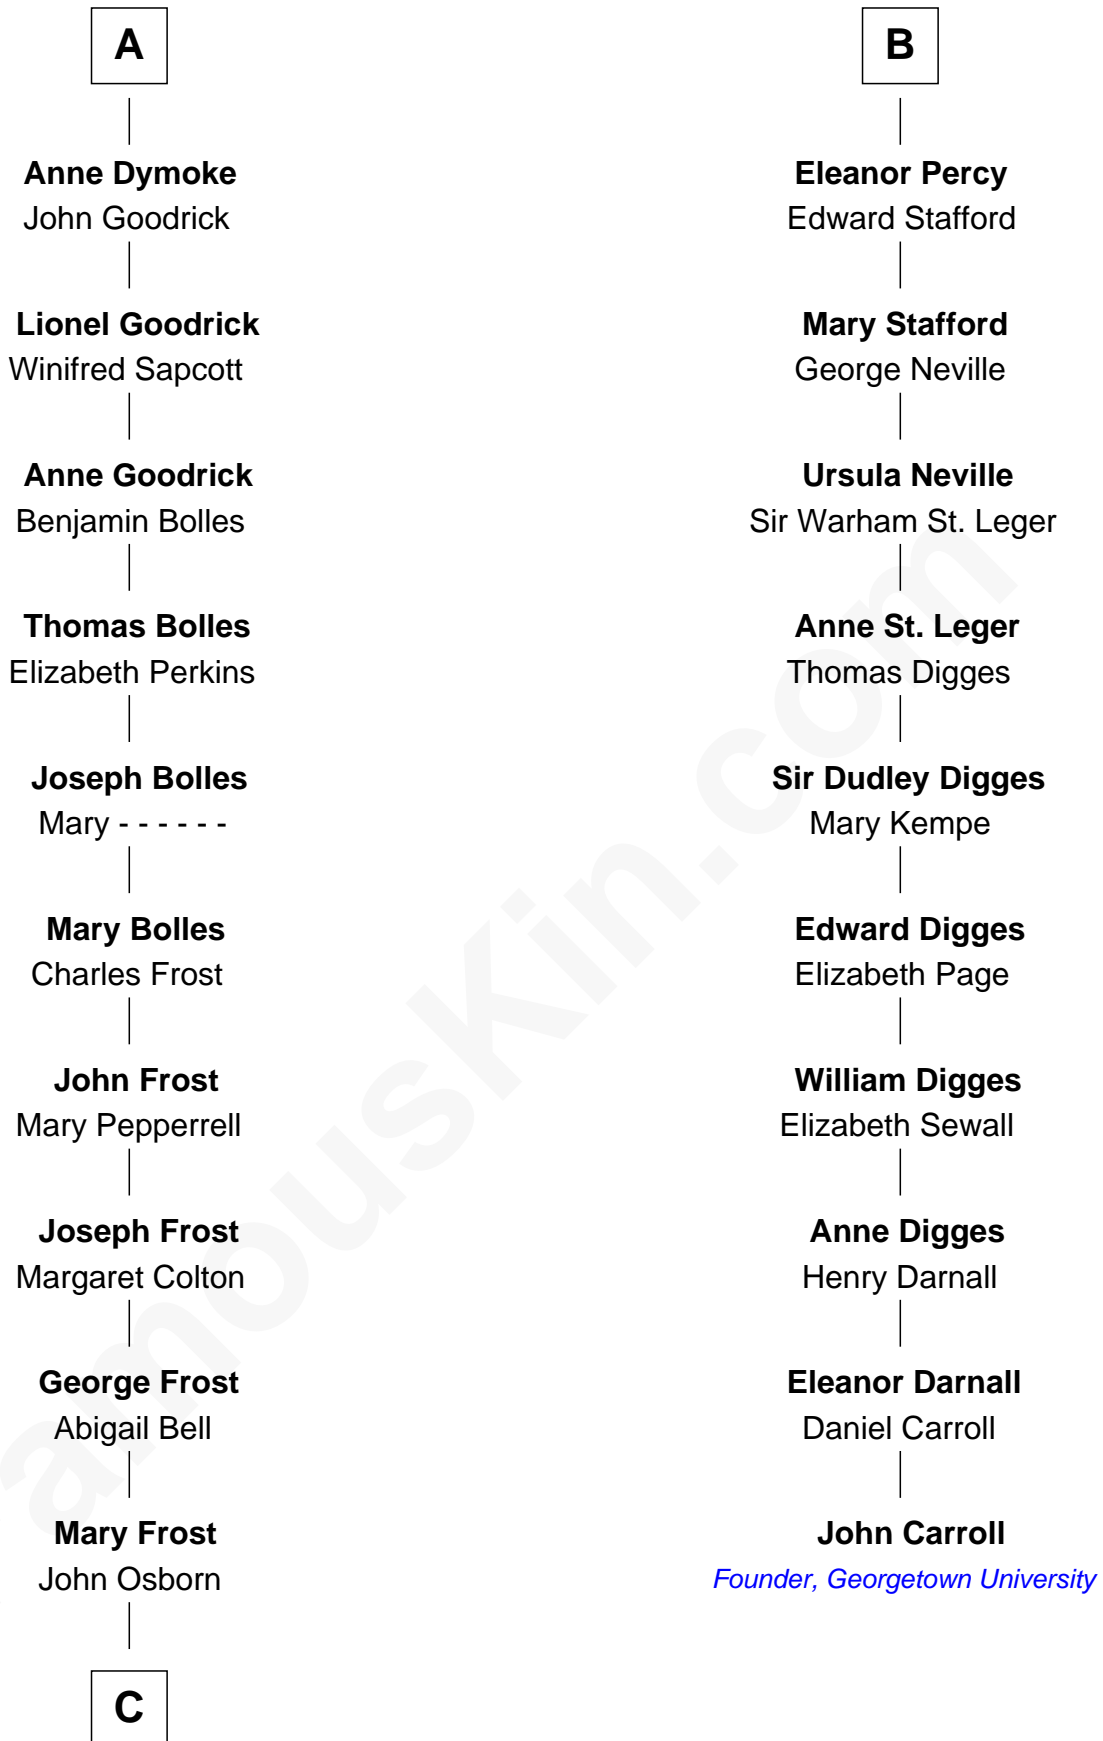 A
Anne Dymoke
John Goodrick
Lionel Goodrick
Winifred Sapcott
Anne Goodrick
Benjamin Bolles
Thomas Bolles
Elizabeth Perkins
Joseph Bolles
Mary - - - - - -
Mary Bolles
Charles Frost
John Frost
Mary Pepperrell
Joseph Frost
Margaret Colton
George Frost
Abigail Bell
Mary Frost
John Osborn
C
B
Eleanor Percy
Edward Stafford
Mary Stafford
George Neville
Ursula Neville
Sir Warham St. Leger
Anne St. Leger
Thomas Digges
Sir Dudley Digges
Mary Kempe
Edward Digges
Elizabeth Page
William Digges
Elizabeth Sewall
Anne Digges
Henry Darnall
Eleanor Darnall
Daniel Carroll
John Carroll
Founder, Georgetown University
amousKin.com